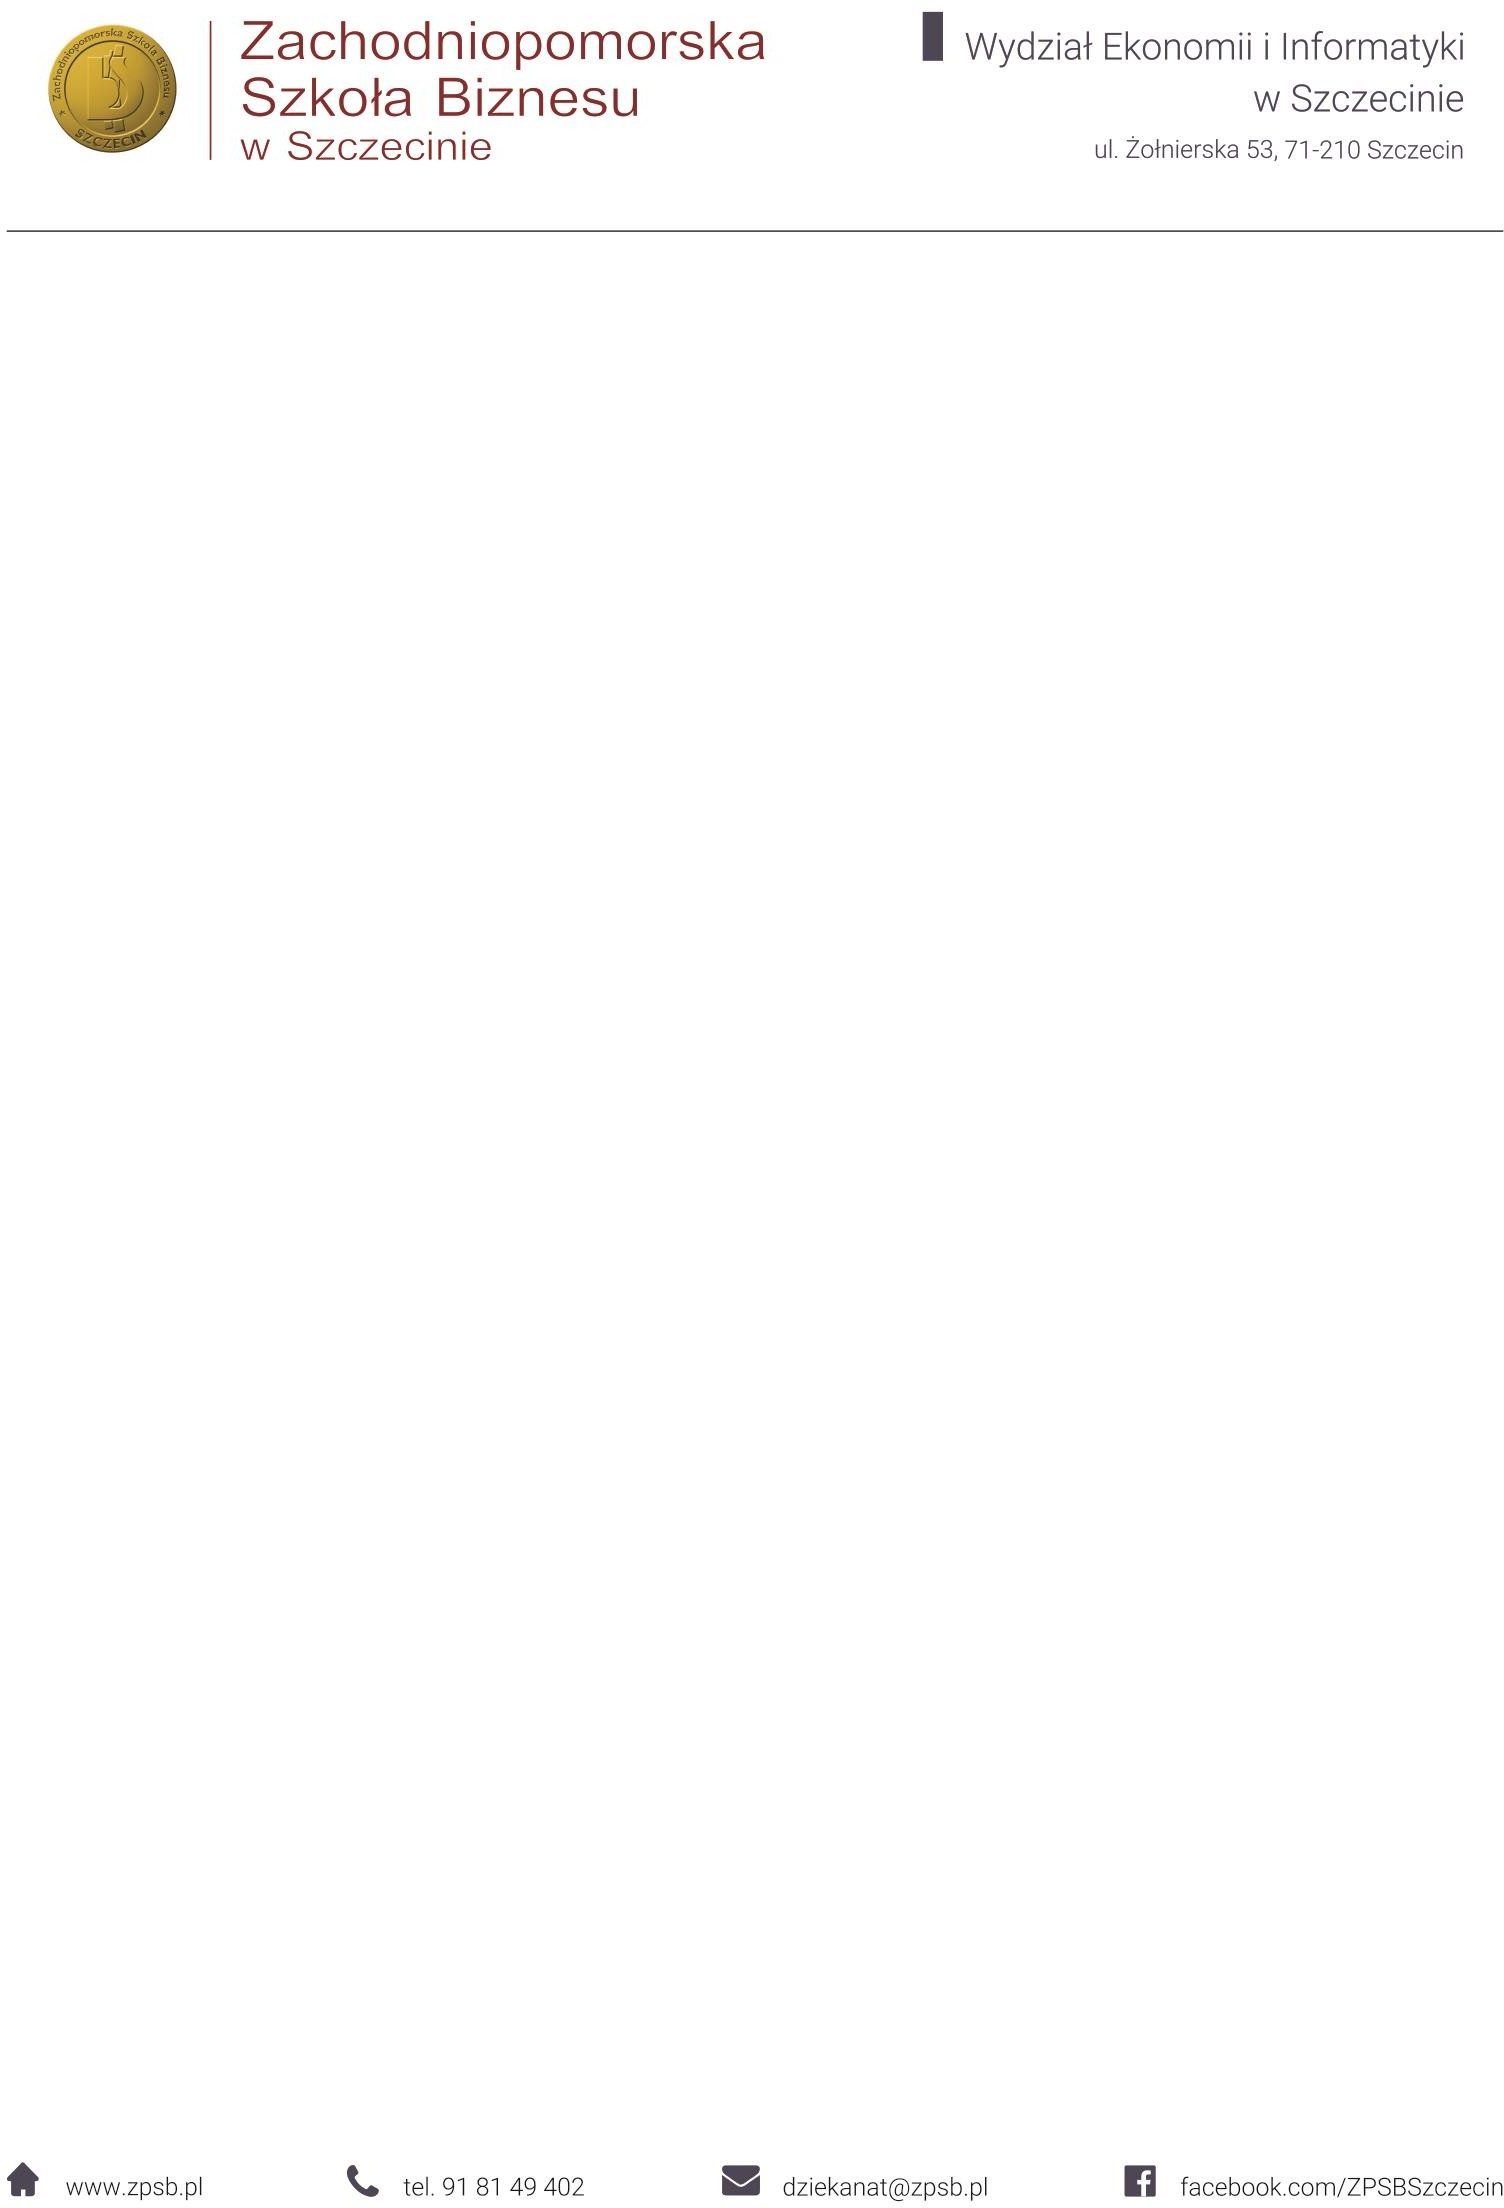 Zachodniopomorska Szkoła Biznesu
SZCZECIN
Zachodniopomorska
Szkoła Biznesu
w Szczecinie
Wydział Ekonomii i Informatyki
w Szczecinie
ul. Żołnierska 53, 71-210 Szczecin
www.zpsb.pl
tel. 91 81 49 402
dziekanat@zpsb.pl
facebook.com/ZPSBSzczecin